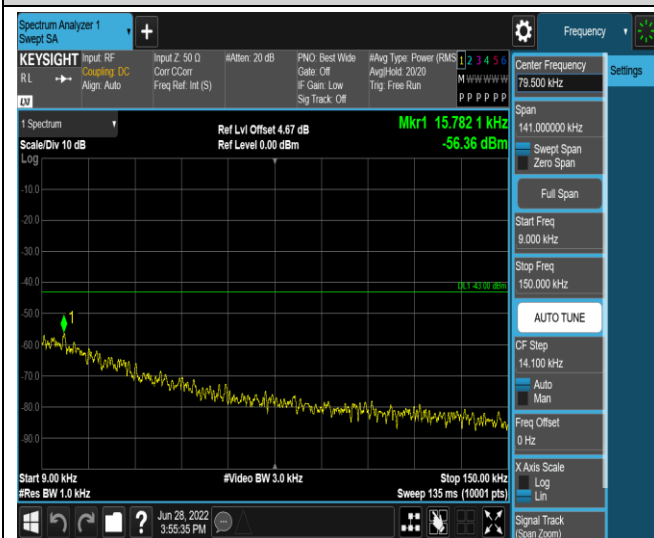 Spectrum Analyzer 1
Swept SA
+
Frequency
KEYSIGHT
RL
LXI
Input: RF
Coupling: DC
Align: Auto
Input Z: 50 Ω
Corr CCorr
Freq Ref: Int (S)
#Atten: 20 dB
PNO: Best Wide
Gate: Off
IF Gain: Low
Sig Track: Off
#Avg Type: Power (RMS
Avg|Hold: 20/20
Trig: Free Run
1 2 3 4 5 6
M W W W W W
P P P P P P
1 Spectrum
Scale/Div 10 dB
Log
Ref Lvl Offset 4.67 dB
Ref Level 0.00 dBm
Mkr1 15.782 1 kHz
-56.36 dBm
-10.0
-20.0
-30.0
-40.0
-50.0
-60.0
-70.0
-80.0
-90.0
DL1 -43.00 dBm
1
Start 9.00 kHz
#Res BW 1.0 kHz
#Video BW 3.0 kHz
Stop 150.00 kHz
Sweep 135 ms (10001 pts)
?
Jun 28, 2022
3:55:35 PM
Center Frequency
79.500 kHz
Settings
Span
141.000000 kHz
Swept Span
Zero Span
Full Span
Start Freq
9.000 kHz
Stop Freq
150.000 kHz
AUTO TUNE
CF Step
14.100 kHz
Auto
Man
Freq Offset
0 Hz
X Axis Scale
Log
Lin
Signal Track
(Span Zoom)